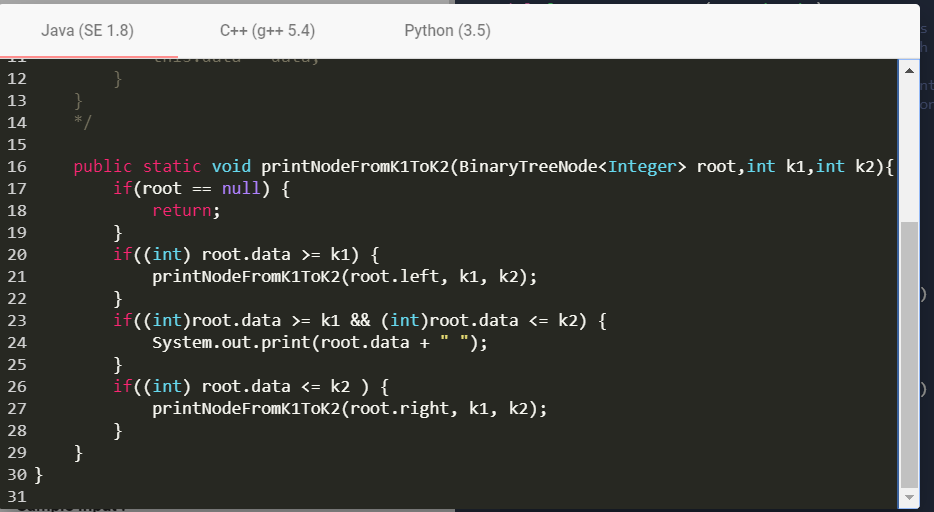 Java (SE 1.8) C++ (g++ 5.4) Python (3.5)
11 this.data = data;
12 }
13 }
14 */
15
16 public static void printNodeFromK1ToK2(BinaryTreeNode<Integer> root,int k1,int k2){
17 if(root == null) {
18 return;
19 }
20 if((int) root.data >= k1) {
21 printNodeFromK1ToK2(root.left, k1, k2);
22 }
23 if((int)root.data >= k1 && (int)root.data <= k2) {
24 System.out.print(root.data + " ");
25 }
26 if((int) root.data <= k2 ) {
27 printNodeFromK1ToK2(root.right, k1, k2);
28 }
29 }
30 }
31